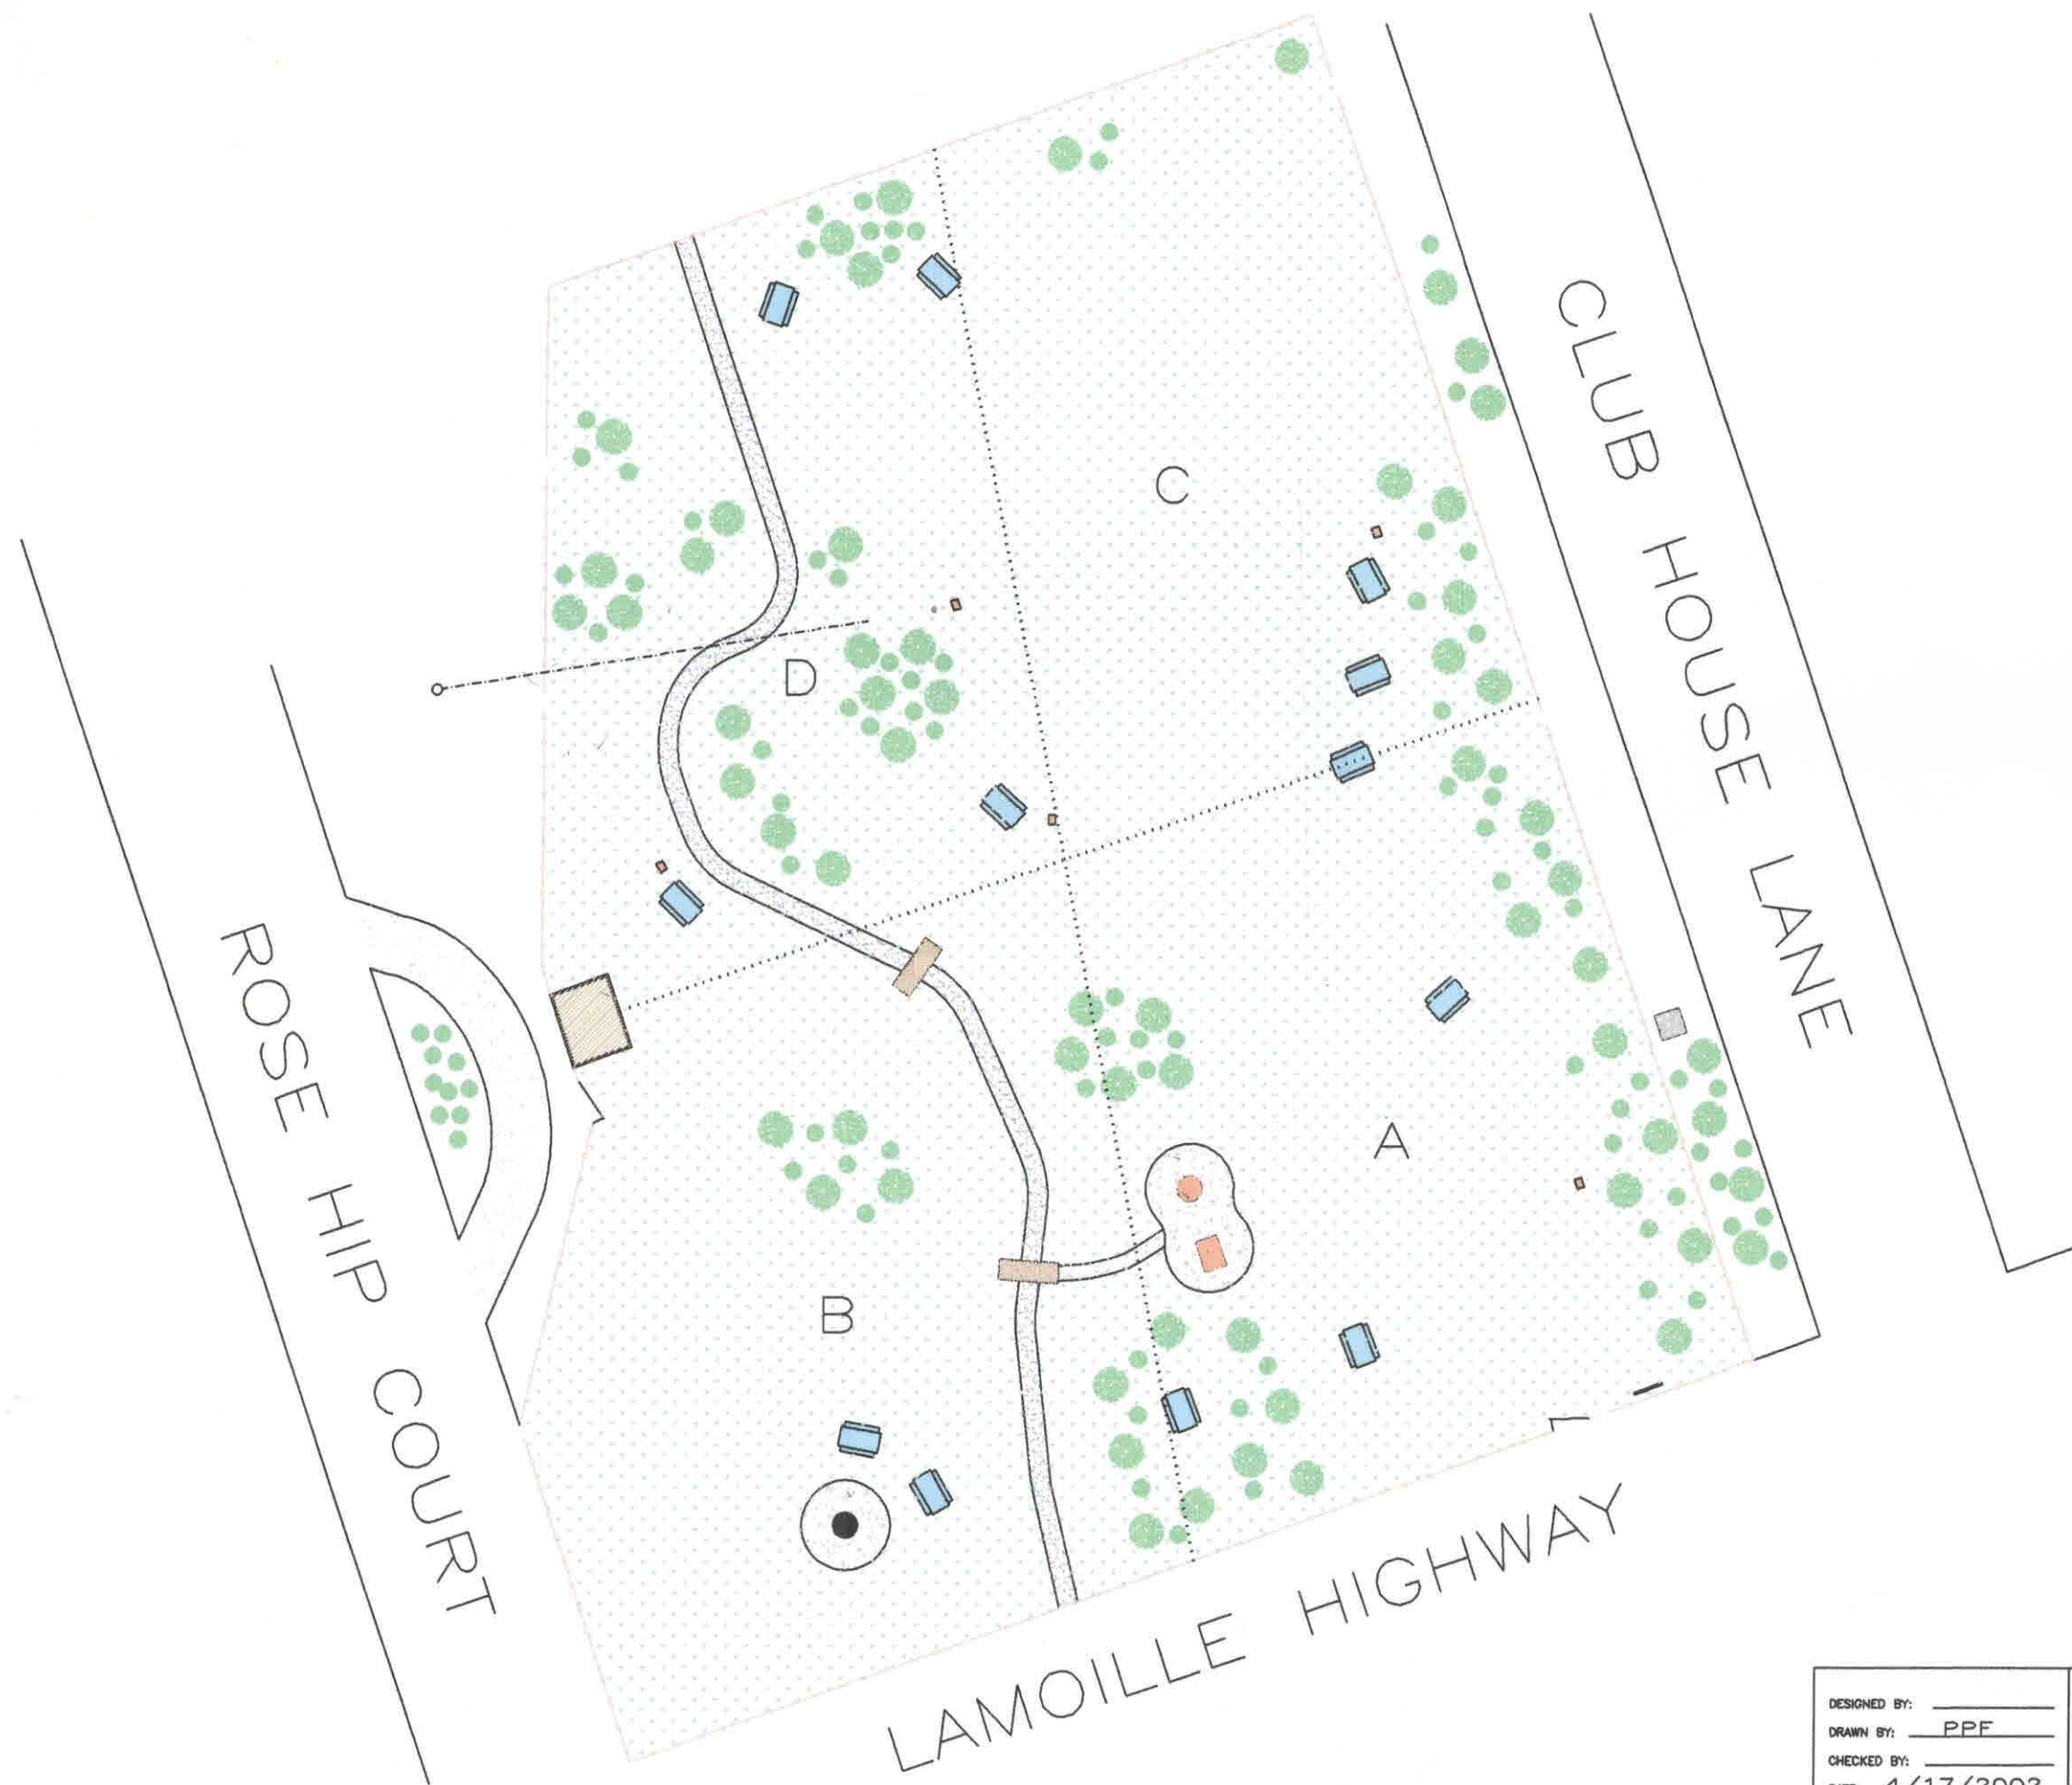 C
CLUB HOUSE LANE
D
A
ROSE HIP COURT
B
LAMOILLE HIGHWAY
DESIGNED BY:
DRAWN BY: PPF
CHECKED BY: